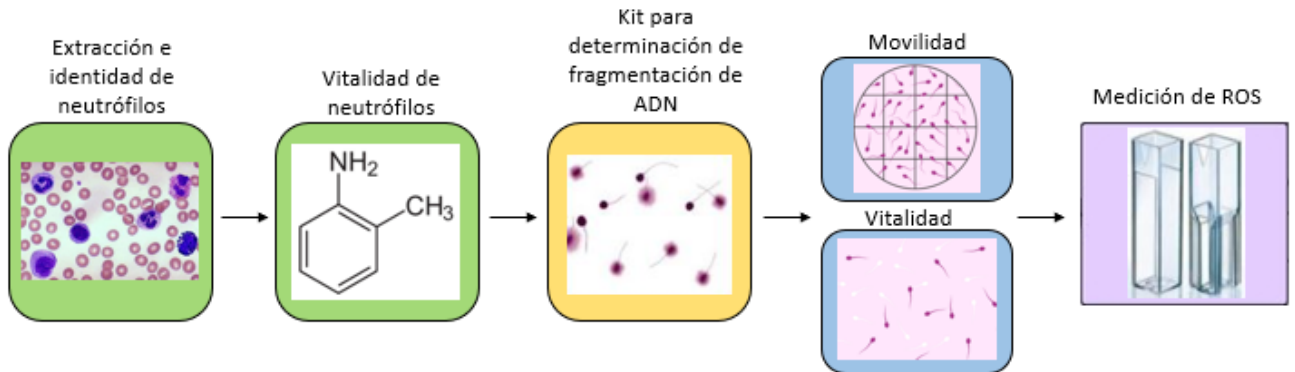 Extracción e
identidad de
neutrófilos
Vitalidad de
neutrófilos
NH₂
CH₃
Kit para
determinación de
fragmentación de
ADN
Movilidad
Vitalidad
Medición de ROS